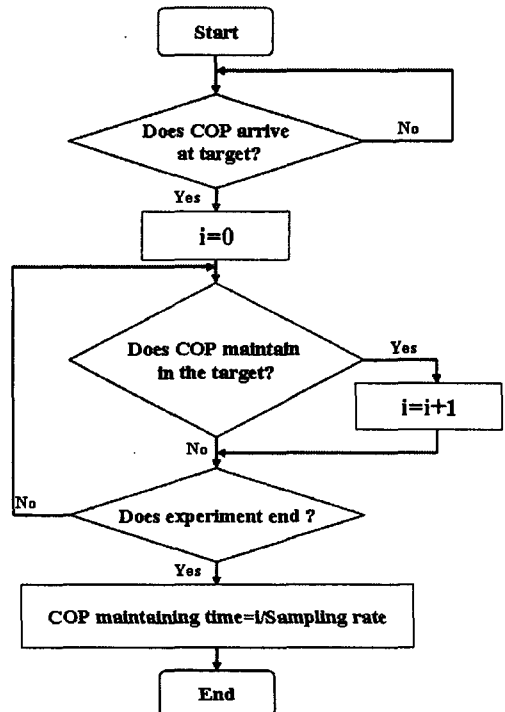 Start
Does COP arrive
at target?
No
Yes
i=0
Does COP maintain
in the target?
Yes
i=i+1
No
No
Does experiment end ?
Yes
COP maintaining time=i/Sampling rate
End